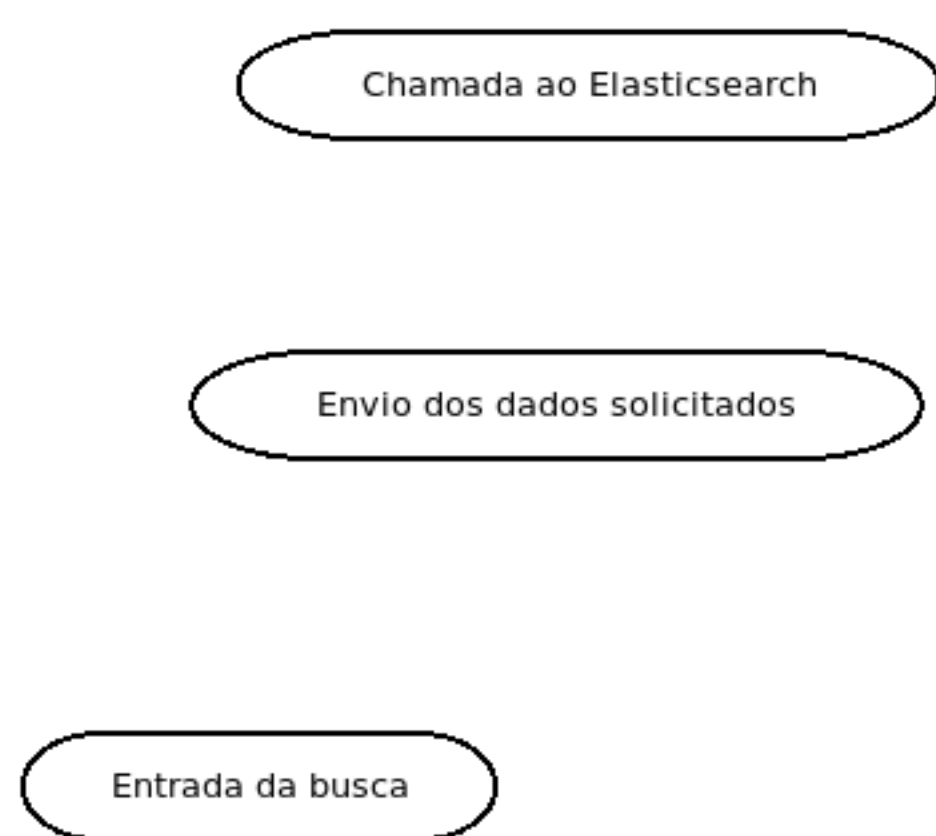 Chamada ao Elasticsearch
Envio dos dados solicitados
Entrada da busca